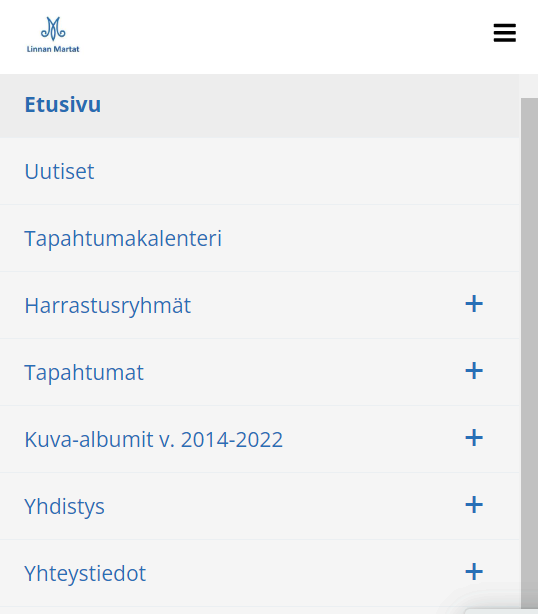 Linnan Martat
Etusivu
Uutiset
Tapahtumakalenteri
Harrastusryhmät
Tapahtumat
Kuva-albumit v. 2014-2022
Yhdistys
Yhteystiedot